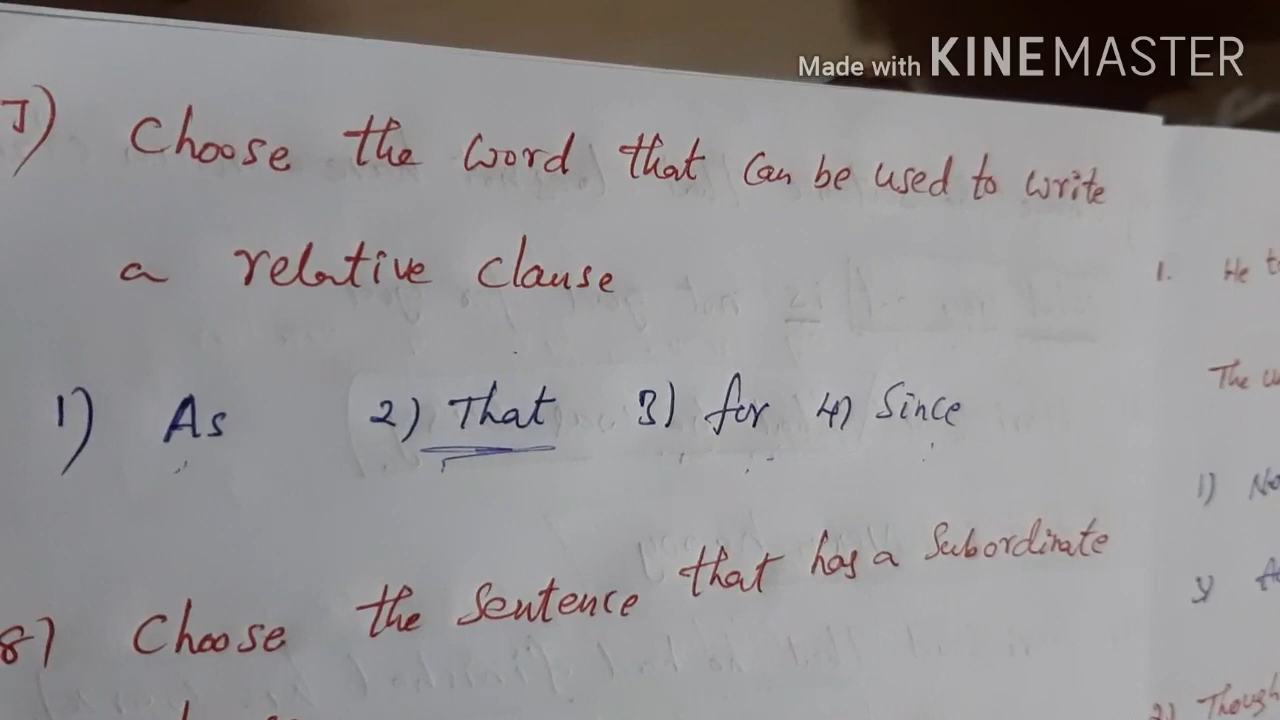 Made with KINEMASTER
7) Choose the word that can be used to write
a relative clause
1) As 2) That 3) for 4) Since
8) Choose the sentence that has a Subordinate
1. He
The
1)
2) Though